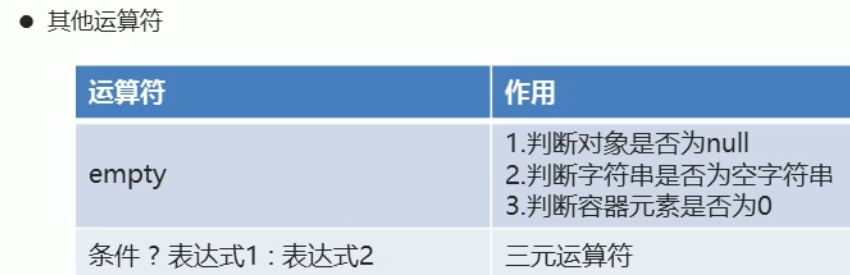 ● 其他运算符
运算符 作用
empty
1.判断对象是否为null
2.判断字符串是否为空字符串
3.判断容器元素是否为0
条件 ? 表达式1 : 表达式2 三元运算符